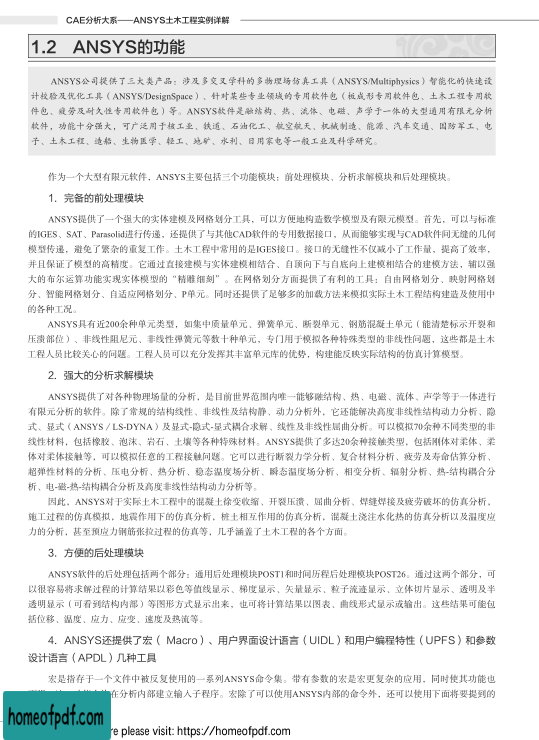 CAE分析大系——ANSYS土木工程实例详解
1.2 ANSYS的功能
ANSYS公司提供了三大类产品：涉及多交叉学科的多物理场仿真工具（ANSYS/Multiphysics）智能化的快速设
计校验及优化工具（ANSYS/DesignSpace）、针对某些专业领域的专用软件包（板成形专用软件包、土木工程专用软
件包、疲劳及耐久性专用软件包）等。ANSYS软件是融结构、热、流体、电磁、声学于一体的大型通用有限元分析
软件，功能十分强大，可广泛用于核工业、铁道、石油化工、航空航天、机械制造、能源、汽车交通、国防军工、电
子、土木工程、造船、生物医学、轻工、地矿、水利、日用家电等一般工业及科学研究。
作为一个大型有限元软件，ANSYS主要包括三个功能模块：前处理模块、分析求解模块和后处理模块。
1．完备的前处理模块
ANSYS提供了一个强大的实体建模及网格划分工具，可以方便地构造数学模型及有限元模型。首先，可以与标准
的IGES、SAT、Parasolid进行传递，还提供了与其他CAD软件的专用数据接口，从而能够实现与CAD软件间无缝的几何
模型传递，避免了繁杂的重复工作。土木工程中常用的是IGES接口。接口的无缝性不仅减小了工作量，提高了效率，
并且保证了模型的高精度。它通过直接建模与实体建模相结合、自顶向下与自底向上建模相结合的建模方法，辅以强
大的布尔运算功能实现实体模型的“精雕细刻”。在网格划分方面提供了有利的工具：自由网格划分、映射网格划
分、智能网格划分、自适应网格划分、P单元。同时还提供了足够多的加载方法来模拟实际土木工程结构建造及使用中
的各种工况。
ANSYS具有近200余种单元类型，如集中质量单元、弹簧单元、断裂单元、钢筋混凝土单元（能清楚标示开裂和
压溃部位）、非线性阻尼元、非线性弹簧元等数十种单元，专门用于模拟各种特殊类型的非线性问题，这些都是土木
工程人员比较关心的问题。工程人员可以充分发挥其丰富单元库的优势，构建能反映实际结构的仿真计算模型。
2．强大的分析求解模块
ANSYS提供了对各种物理场量的分析，是目前世界范围内唯一能够融结构、热、电磁、流体、声学等于一体进行
有限元分析的软件。除了常规的结构线性、非线性及结构静、动力分析外，它还能解决高度非线性结构动力分析、隐
式、显式（ANSYS／LS-DYNA）及显式-隐式-显式耦合求解、线性及非线性屈曲分析。可以模拟70余种不同类型的非
线性材料，包括橡胶、泡沫、岩石、土壤等各种特殊材料。ANSYS提供了多达20余种接触类型，包括刚体对柔体、柔
体对柔体接触等，可以模拟任意的工程接触问题。它可以进行断裂力学分析、复合材料分析、疲劳及寿命估算分析、
超弹性材料的分析、压电分析、热分析、稳态温度场分析、瞬态温度场分析、相变分析、辐射分析、热-结构耦合分
析、电-磁-热-结构耦合分析及高度非线性结构动力分析等。
因此，ANSYS对于实际土木工程中的混凝土徐变收缩、开裂压溃、屈曲分析、焊缝焊接及疲劳破坏的仿真分析，
施工过程的仿真模拟，地震作用下的仿真分析，桩土相互作用的仿真分析，混凝土浇注水化热的仿真分析以及温度应
力的分析，甚至预应力钢筋张拉过程的仿真等，几乎涵盖了土木工程的各个方面。
3．方便的后处理模块
ANSYS软件的后处理包括两个部分：通用后处理模块POST1和时间历程后处理模块POST26。通过这两个部分，可
以很容易将求解过程的计算结果以彩色等值线显示、梯度显示、矢量显示、粒子流迹显示、立体切片显示、透明及半
透明显示（可看到结构内部）等图形方式显示出来，也可将计算结果以图表、曲线形式显示或输出。这些结果可能包
括位移、温度、应力、应变、速度及热流等。
4．ANSYS还提供了宏（ Macro）、用户界面设计语言（UIDL）和用户编程特性（UPFS）和参数
设计语言（APDL）几种工具
宏是指存于一个文件中被反复使用的一系列ANSYS命令集。带有参数的宏是宏更复杂的应用，同时使其功能也
在分析内部建立输入子程序。宏除了可以使用ANSYS内部的命令外，还可以使用下面将要提到的
homeofpdf.com
re please visit: https://homeofpdf.com